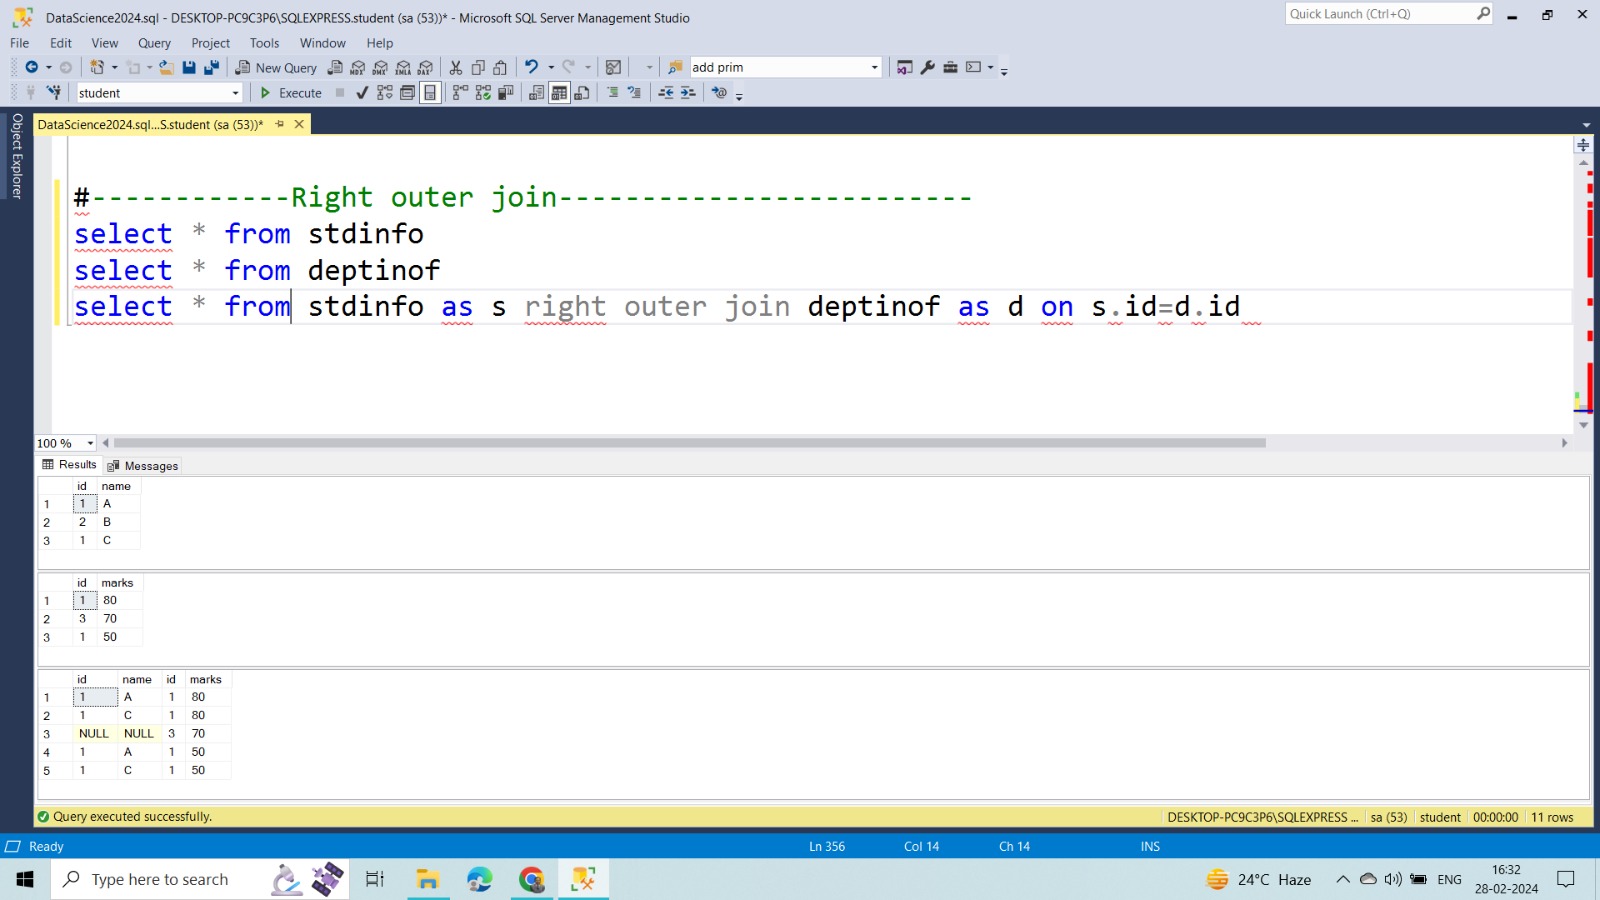 DataScience2024.sql - DESKTOP-PC9C3P6\SQLEXPRESS.student (sa (53))* - Microsoft SQL Server Management Studio
Quick Launch (Ctrl+Q)
File Edit View Query Project Tools Window Help
New Query MDX DMX XMLA DAX add prim
student Execute
Object Explorer
DataScience2024.sql...S.student (sa (53))*
#------------Right outer join-------------------------
select * from stdinfo
select * from deptinof
select * from stdinfo as s right outer join deptinof as d on s.id=d.id
100 %
Results Messages
id name
1 1 A
2 2 B
3 1 C
id marks
1 1 80
2 3 70
3 1 50
id name id marks
1 1 A 1 80
2 1 C 1 80
3 NULL NULL 3 70
4 1 A 1 50
5 1 C 1 50
Query executed successfully. DESKTOP-PC9C3P6\SQLEXPRESS ... sa (53) student 00:00:00 11 rows
Ready Ln 356 Col 14 Ch 14 INS
Type here to search 24°C Haze ENG 16:32
28-02-2024